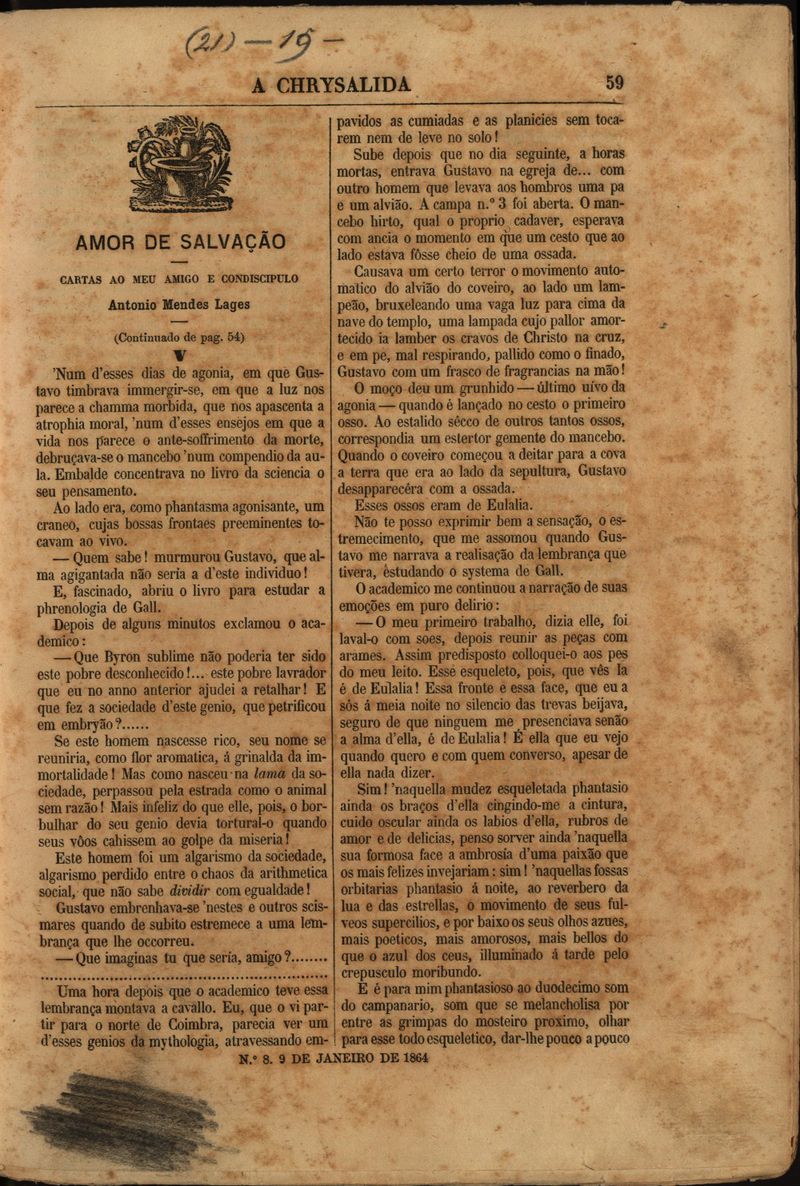 (21) — 19 —
A CHRYSALIDA 59
AMOR DE SALVAÇÃO
CARTAS AO MEU AMIGO E CONDISCIPULO
Antonio Mendes Lages
(Continuado de pag. 54)
V
'Num d'esses dias de agonia, em que Gus-
tavo timbrava immergir-se, em que a luz nos
parece a chamma morbida, que nos apascenta a
atrophia moral, 'num d'esses ensejos em que a
vida nos parece o ante-soffrimento da morte,
debruçava-se o mancebo 'num compendio da au-
la. Embalde concentrava no livro da sciencia o
seu pensamento.
Ao lado era, como phantasma agonisante, um
craneo, cujas bossas frontaes preeminentes to-
cavam ao vivo.
— Quem sabe! murmurou Gustavo, que al-
ma agigantada não seria a d'este individuo!
E, fascinado, abriu o livro para estudar a
phrenologia de Gall.
Depois de alguns minutos exclamou o aca-
demico:
— Que Byron sublime não poderia ter sido
este pobre desconhecido!... este pobre lavrador
que eu no anno anterior ajudei a retalhar! E
que fez a sociedade d'este genio, que petrificou
em embryão?......
Se este homem nascesse rico, seu nome se
reuniria, como flor aromatica, á grinalda da im-
mortalidade! Mas como nasceu na lama da so-
ciedade, perpassou pela estrada como o animal
sem razão! Mais infeliz do que elle, pois, o bor-
bulhar do seu genio devia tortural-o quando
seus vôos cahissem ao golpe da miseria!
Este homem foi um algarismo da sociedade,
algarismo perdido entre o chaos da arithmetica
social, que não sabe dividir com egualdade!
Gustavo embrenhava-se 'nestes e outros scis-
mares quando de subito estremece a uma lem-
brança que lhe occorreu.
— Que imaginas tu que seria, amigo?........
................................................
Uma hora depois que o academico teve essa
lembrança montava a cavallo. Eu, que o vi par-
tir para o norte de Coimbra, parecia ver um
d'esses genios da mythologia, atravessando em-
pavidos as cumiadas e as planicies sem toca-
rem nem de leve no solo!
Sube depois que no dia seguinte, a horas
mortas, entrava Gustavo na egreja de... com
outro homem que levava aos hombros uma pa
e um alvião. A campa n.º 3 foi aberta. O man-
cebo hirto, qual o proprio cadaver, esperava
com ancia o momento em que um cesto que ao
lado estava fôsse cheio de uma ossada.
Causava um certo terror o movimento auto-
matico do alvião do coveiro, ao lado um lam-
peão, bruxeleando uma vaga luz para cima da
nave do templo, uma lampada cujo pallor amor-
tecido ia lamber os cravos de Christo na cruz,
e em pe, mal respirando, pallido como o finado,
Gustavo com um frasco de fragrancias na mão!
O moço deu um grunhido — último uívo da
agonia — quando é lançado no cesto o primeiro
osso. Ao estalido sêcco de outros tantos ossos,
correspondia um estertor gemente do mancebo.
Quando o coveiro começou a deitar para a cova
a terra que era ao lado da sepultura, Gustavo
desapparecêra com a ossada.
Esses ossos eram de Eulalia.
Não te posso exprimir bem a sensação, o es-
tremecimento, que me assomou quando Gus-
tavo me narrava a realisação da lembrança que
tivera, estudando o systema de Gall.
O academico me continuou a narração de suas
emoções em puro delirio:
— O meu primeiro trabalho, dizia elle, foi
laval-o com soes, depois reunir as peças com
arames. Assim predisposto colloquei-o aos pes
do meu leito. Esse esqueleto, pois, que vês la
é de Eulalia! Essa fronte e essa face, que eu a
sós á meia noite no silencio das trevas beijava,
seguro de que ninguem me presenciava senão
a alma d'ella, é de Eulalia! É ella que eu vejo
quando quero e com quem converso, apesar de
ella nada dizer.
Sim! 'naquella mudez esqueletada phantasio
ainda os braços d'ella cingindo-me a cintura,
cuido oscular ainda os labios d'ella, rubros de
amor e de delicias, penso sorver ainda 'naquella
sua formosa face a ambrosía d'uma paixão que
os mais felizes invejariam: sim! 'naquellas fossas
orbitarias phantasio á noite, ao reverbero da
lua e das estrellas, o movimento de seus ful-
veos supercilios, e por baixo os seus olhos azues,
mais poeticos, mais amorosos, mais bellos do
que o azul dos ceus, illuminado á tarde pelo
crepusculo moribundo.
E é para mim phantasioso ao duodecimo som
do campanario, som que se melancholisa por
entre as grimpas do mosteiro proximo, olhar
para esse todo esqueletico, dar-lhe pouco a pouco
N.º 8. 9 DE JANEIRO DE 1864